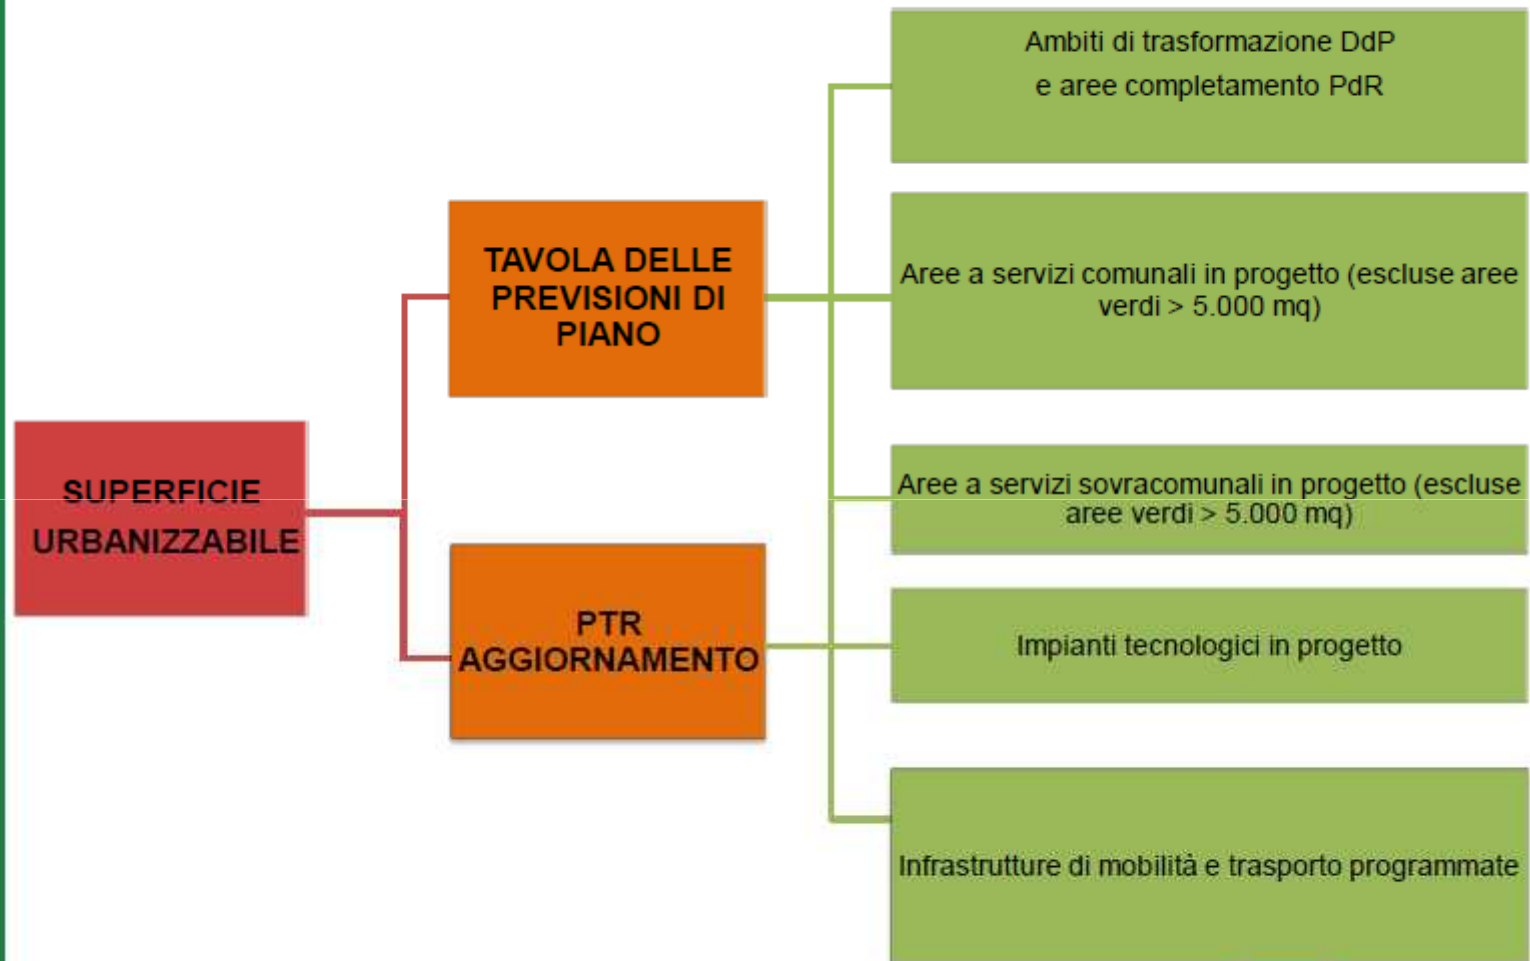 SUPERFICIE
URBANIZZABILE
TAVOLA DELLE
PREVISIONI DI
PIANO
PTR
AGGIORNAMENTO
Ambiti di trasformazione DdP
e aree completamento PdR
Aree a servizi comunali in progetto (escluse aree
verdi > 5.000 mq)
Aree a servizi sovracomunali in progetto (escluse
aree verdi > 5.000 mq)
Impianti tecnologici in progetto
Infrastrutture di mobilità e trasporto programmate